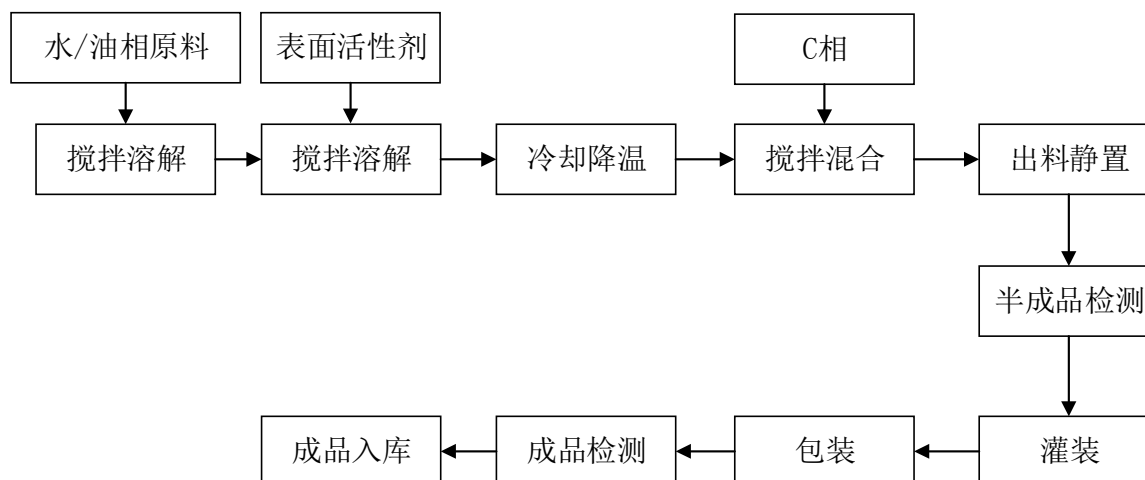 水/油相原料
表面活性剂
C相
搅拌溶解
搅拌溶解
冷却降温
搅拌混合
出料静置
半成品检测
成品入库
成品检测
包装
灌装